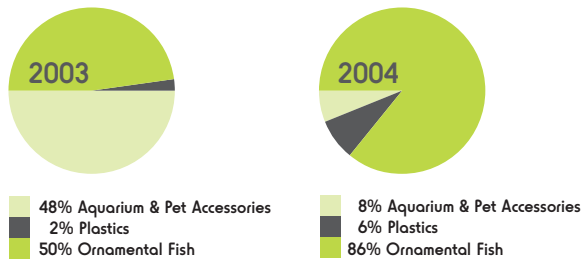 2003
48% Aquarium & Pet Accessories
2% Plastics
50% Ornamental Fish
2004
8% Aquarium & Pet Accessories
6% Plastics
86% Ornamental Fish